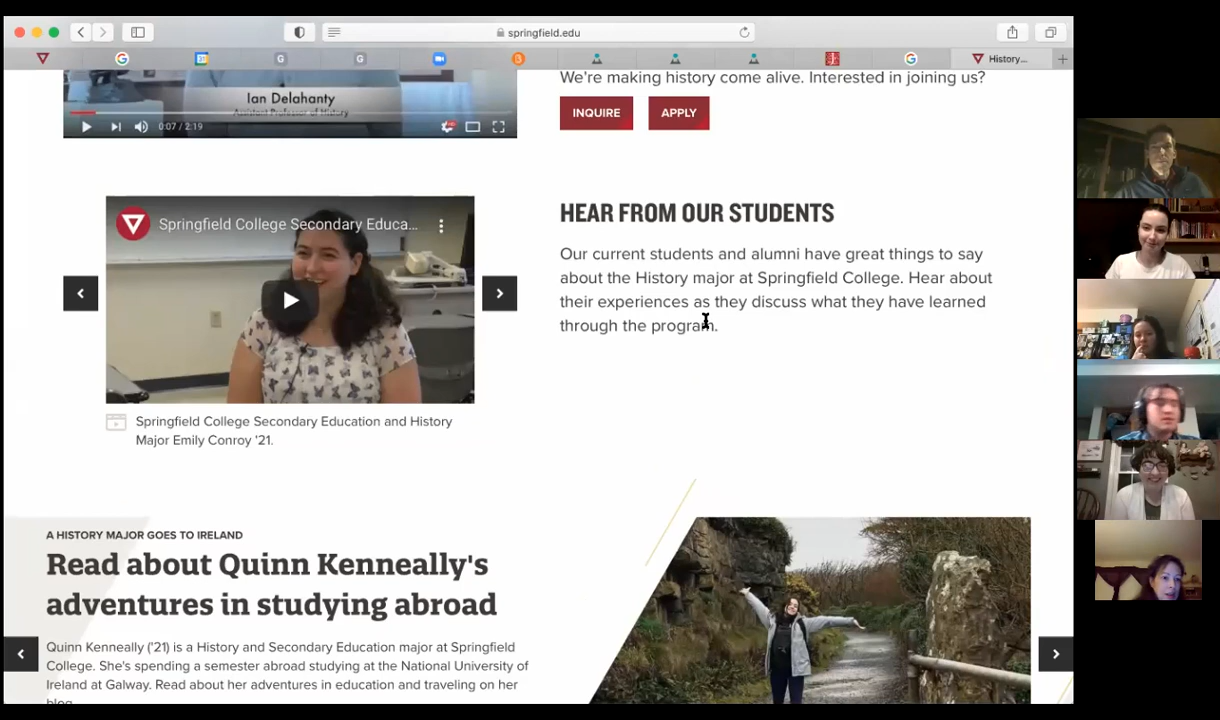 springfield.edu
History...
We're making history come alive. Interested in joining us?
Ian Delahanty
Assistant Professor of History
0:07 / 2:19
INQUIRE
APPLY
Springfield College Secondary Educa...
HEAR FROM OUR STUDENTS
Our current students and alumni have great things to say
about the History major at Springfield College. Hear about
their experiences as they discuss what they have learned
through the program.
Springfield College Secondary Education and History
Major Emily Conroy '21.
A HISTORY MAJOR GOES TO IRELAND
Read about Quinn Kenneally's
adventures in studying abroad
Quinn Kenneally ('21) is a History and Secondary Education major at Springfield
College. She's spending a semester abroad studying at the National University of
Ireland at Galway. Read about her adventures in education and traveling on her
blog.